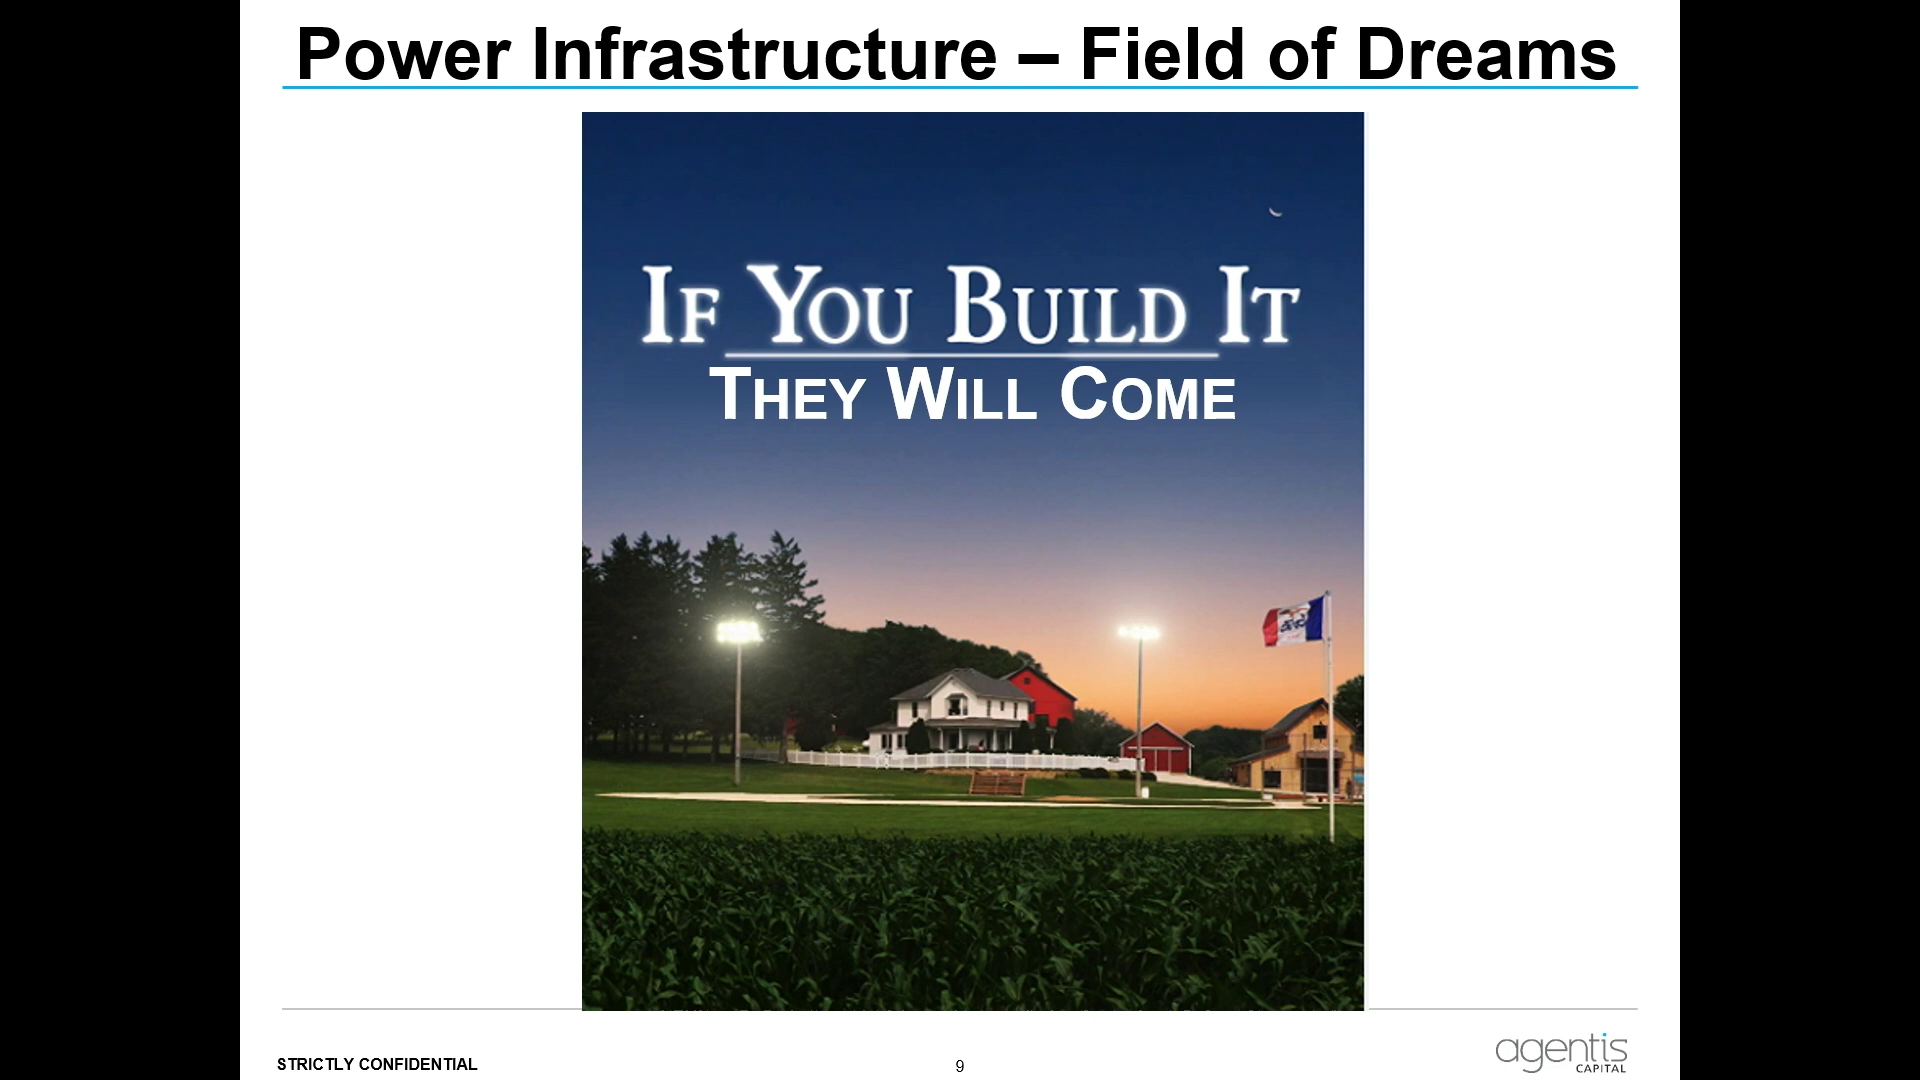 Power Infrastructure – Field of Dreams
IF YOU BUILD IT
THEY WILL COME
STRICTLY CONFIDENTIAL
9
agentis
CAPITAL